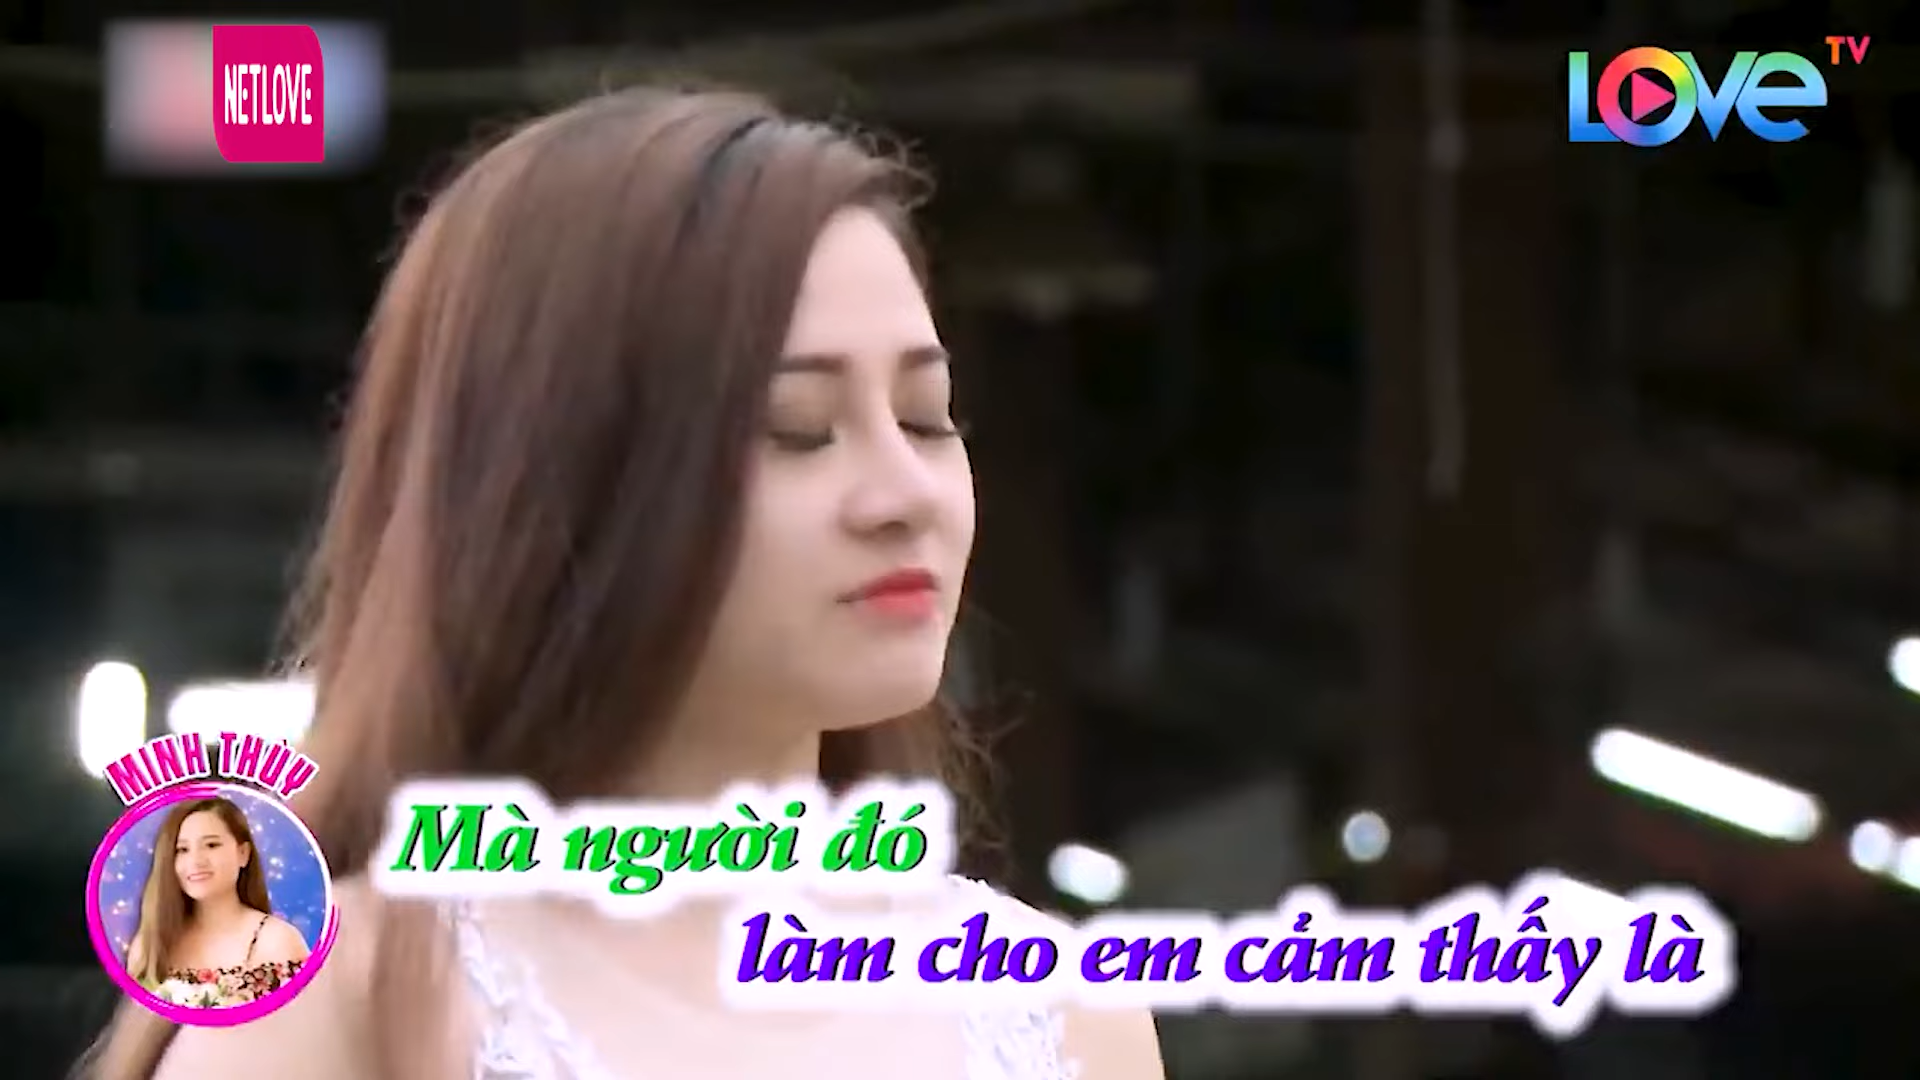 NETLOVE
LOVE TV
MINH THÙY
Mà người đó
làm cho em cảm thấy là